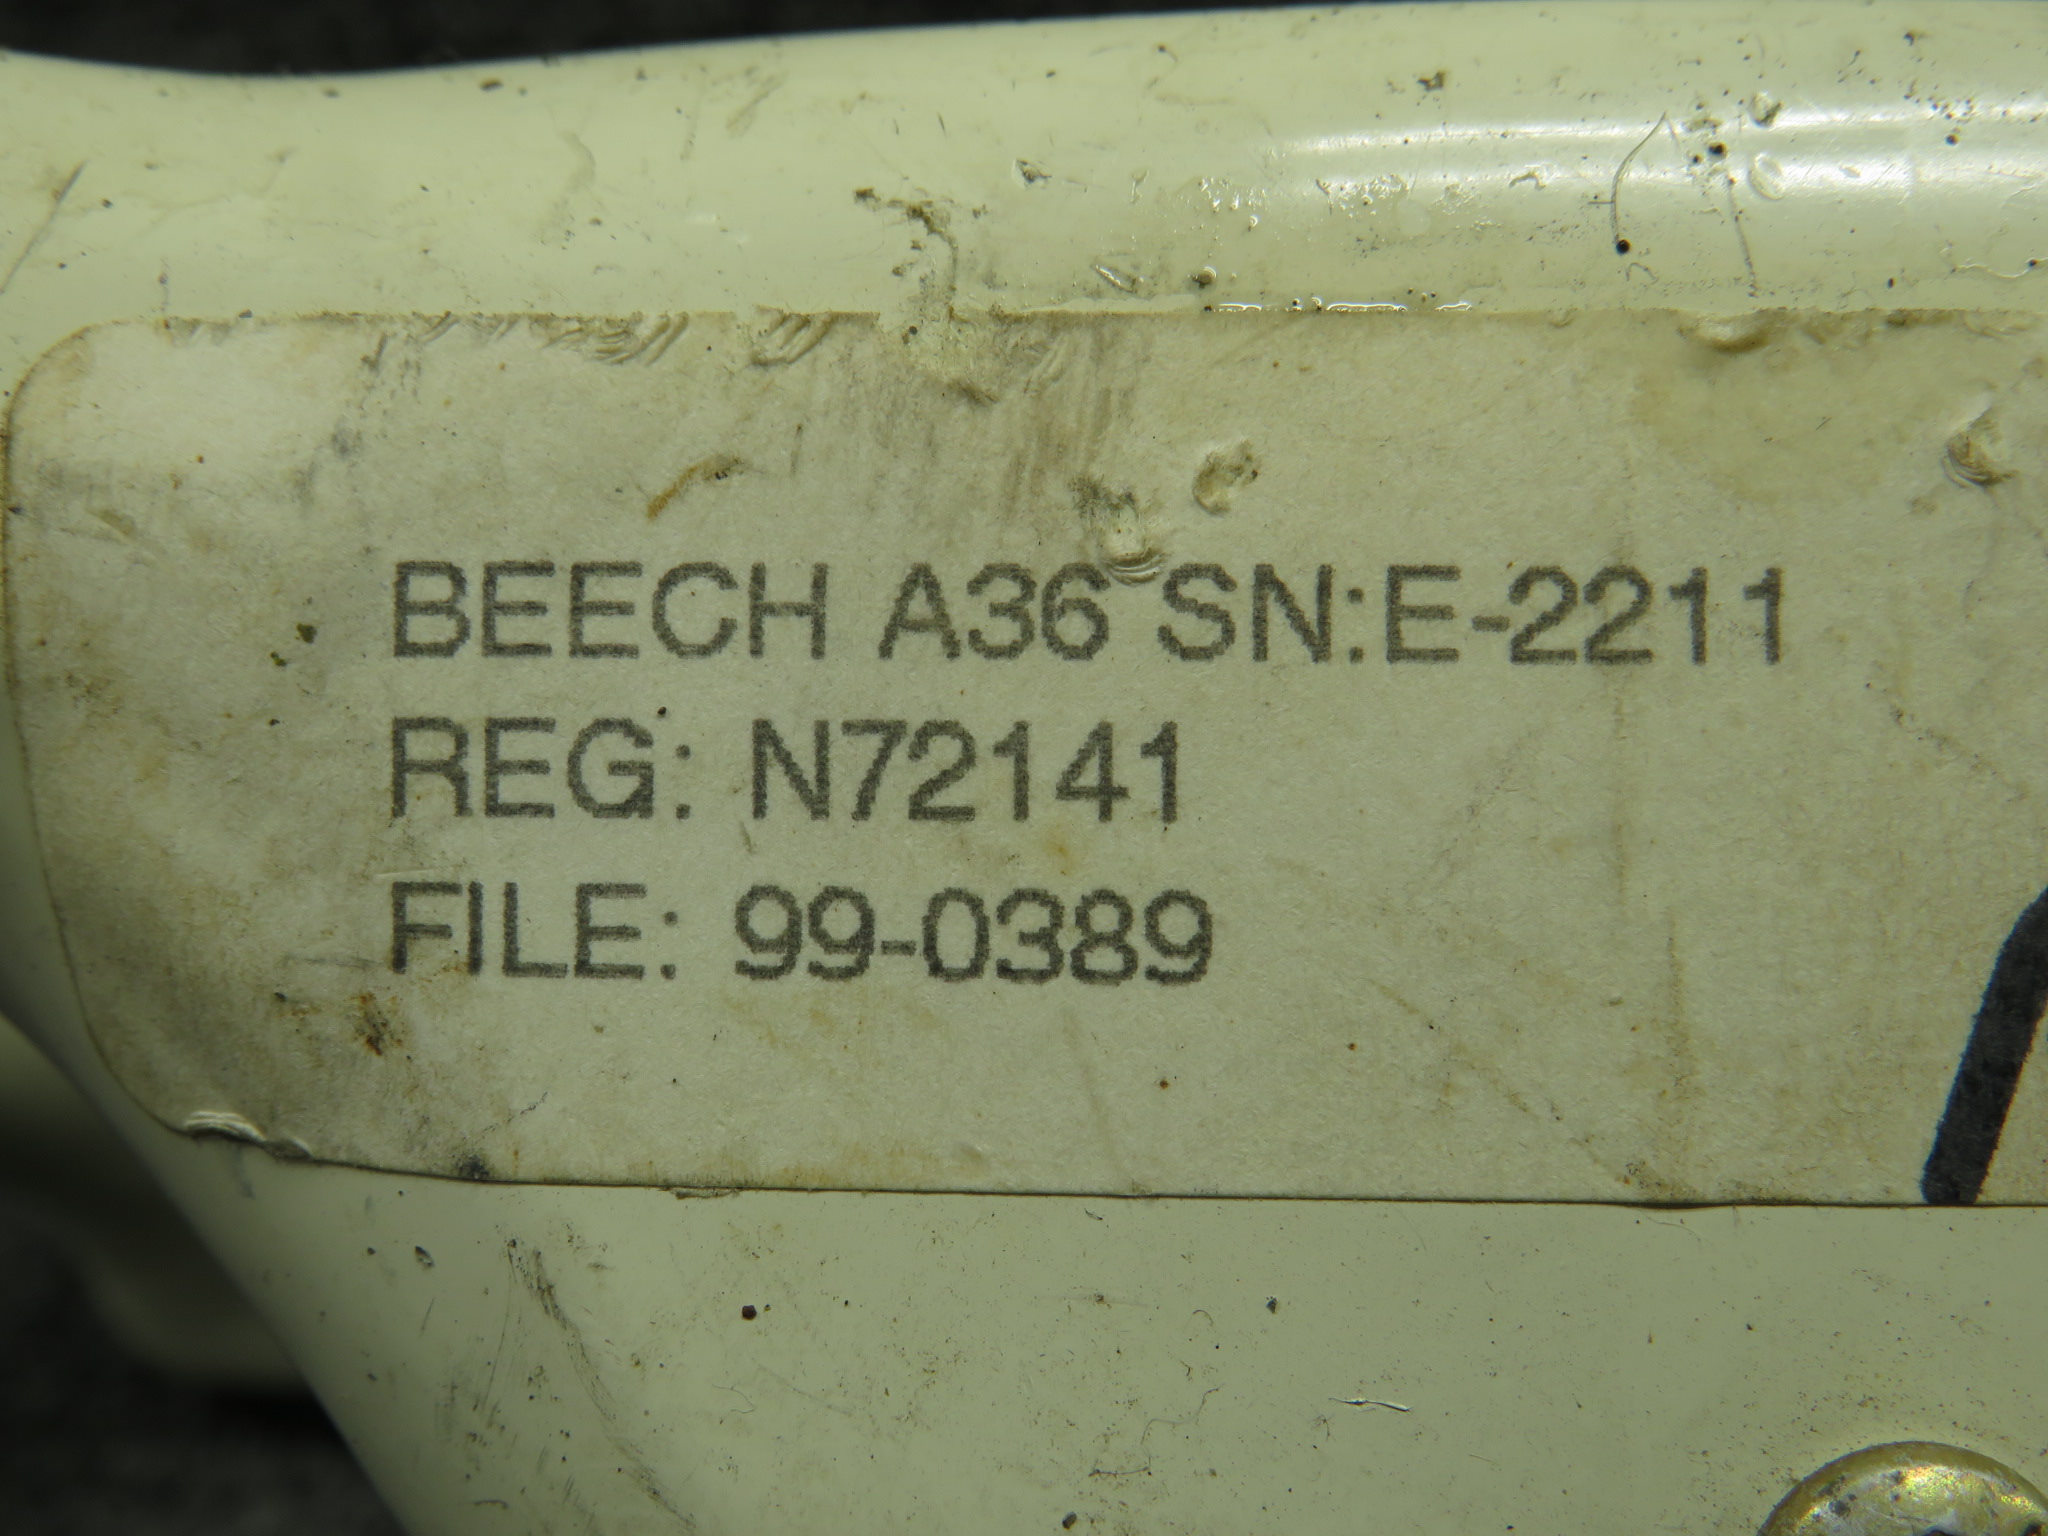 BEECH A36 SN:E-2211
REG: N72141
FILE: 99-0389